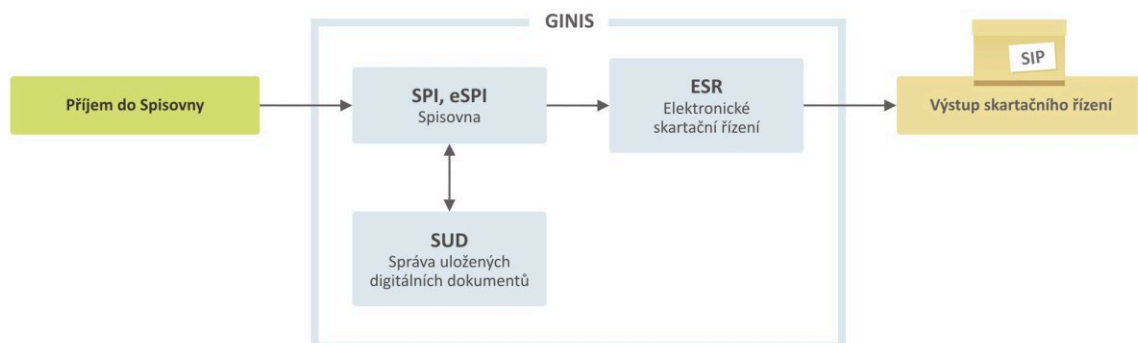 GINIS
Příjem do Spisovny
SPI, eSPI
Spisovna
ESR
Elektronické
skartační řízení
SIP
Výstup skartačního řízení
SUD
Správa uložených
digitálních dokumentů